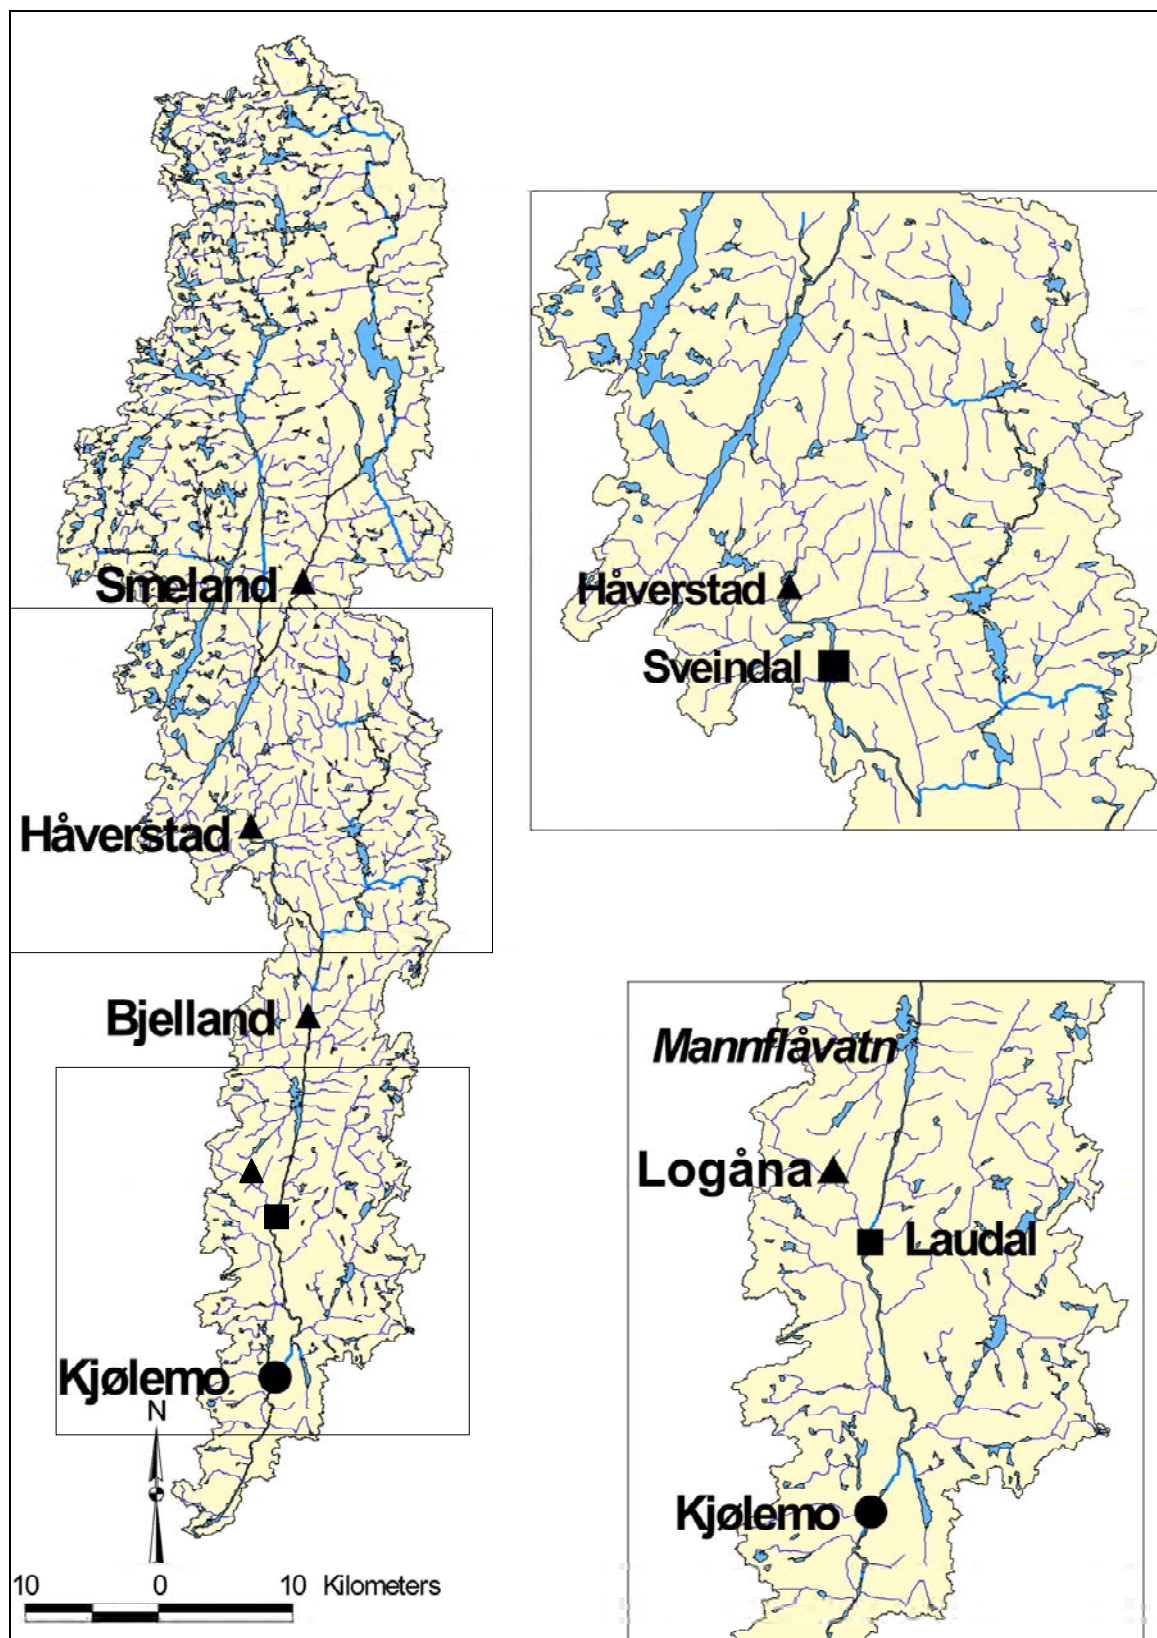 Smeland
Håverstad
Bjelland
Kjølemo
N
10 0 10 Kilometers
Håverstad
Sveindal
Mannflåvatn
Logåna
Laudal
Kjølemo